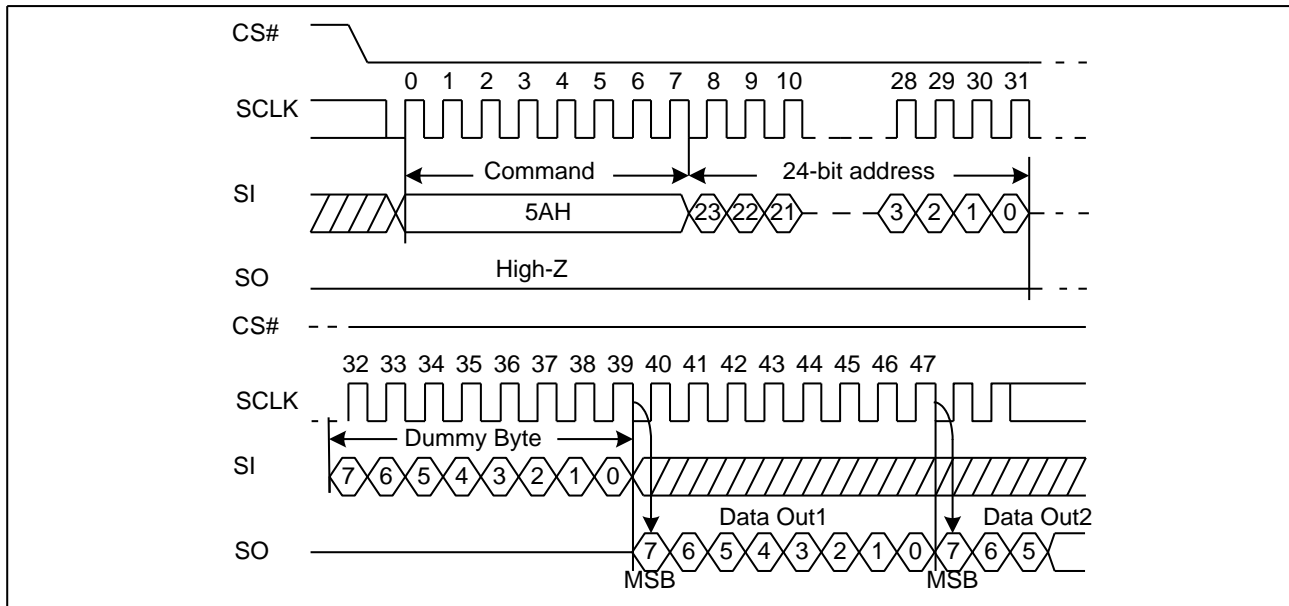 CS#
0 1 2 3 4 5 6 7 8 9 10 28 29 30 31
SCLK
Command 24-bit address
SI
5AH 23 22 21 3 2 1 0
High-Z
SO
CS#
32 33 34 35 36 37 38 39 40 41 42 43 44 45 46 47
SCLK
Dummy Byte
SI
7 6 5 4 3 2 1 0
Data Out1 Data Out2
SO
7 6 5 4 3 2 1 0 7 6 5
MSB MSB